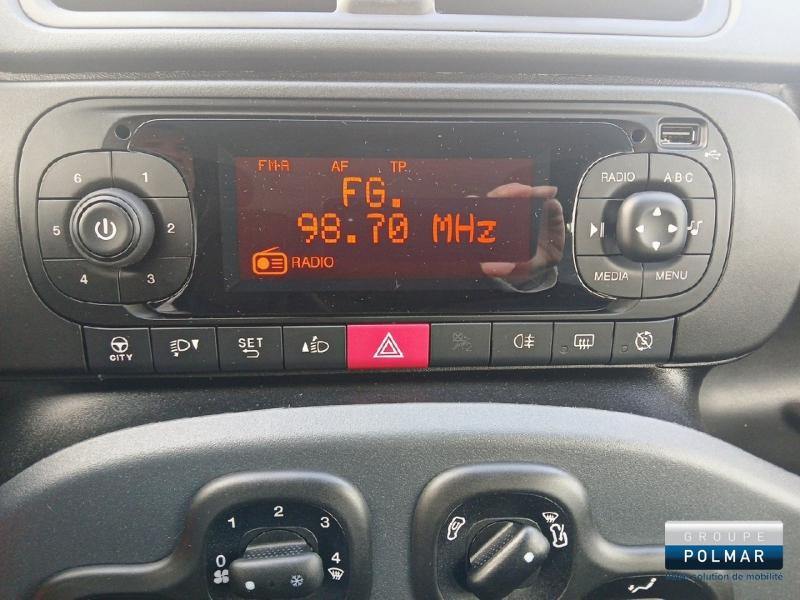 FM-A AF TP
FG.
98.70 MHz
RADIO
6 1
5 2
4 3
RADIO ABC
MEDIA MENU
CITY
SET
0 1 2 3 4
GROUPE
POLMAR
Votre solution de mobilité